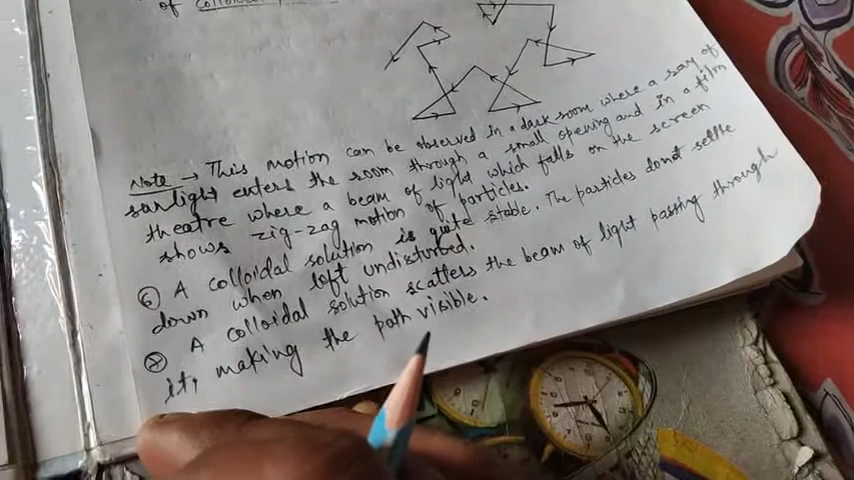 of colloidal
Note → This motion can be observed in a dark room where a ray of
sunlight enters the room through a small opening and in a film
theatre where a beam of light which falls on the screen
shows zig-zag motion of particles.
⑥ A colloidal solution is quite stable. The particles donot settle
down when left undisturbed.
⑦ A colloidal solution scatters the beam of light passing through
it, making the path visible.